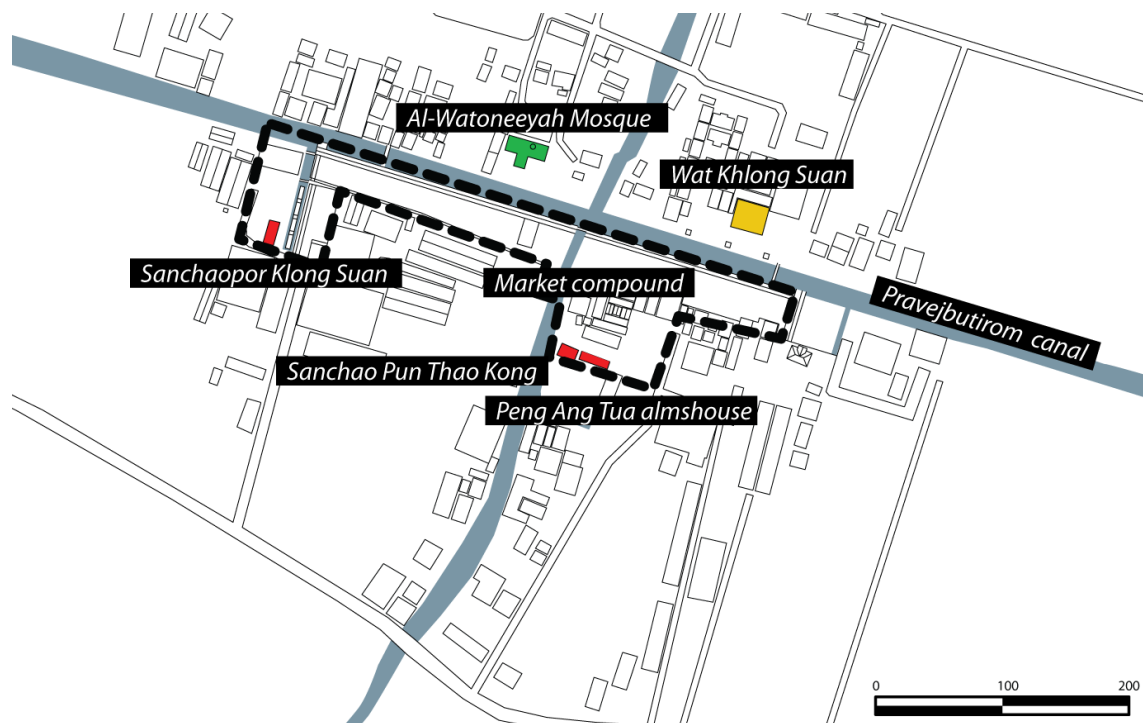 Al-Watoneeyah Mosque
Wat Khlong Suan
Sanchaopor Klong Suan
Market compound
Pravejbutirom canal
Sanchao Pun Thao Kong
Peng Ang Tua almshouse
0 100 200